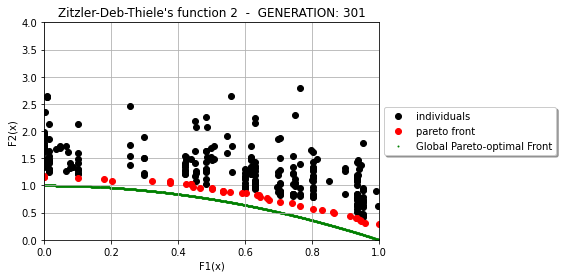 Zitzler-Deb-Thiele's function 2 - GENERATION: 301
4.0
3.5
3.0
2.5
2.0
1.5
1.0
0.5
0.0
F2(x)
0.0 0.2 0.4 0.6 0.8 1.0
F1(x)
individuals
pareto front
Global Pareto-optimal Front